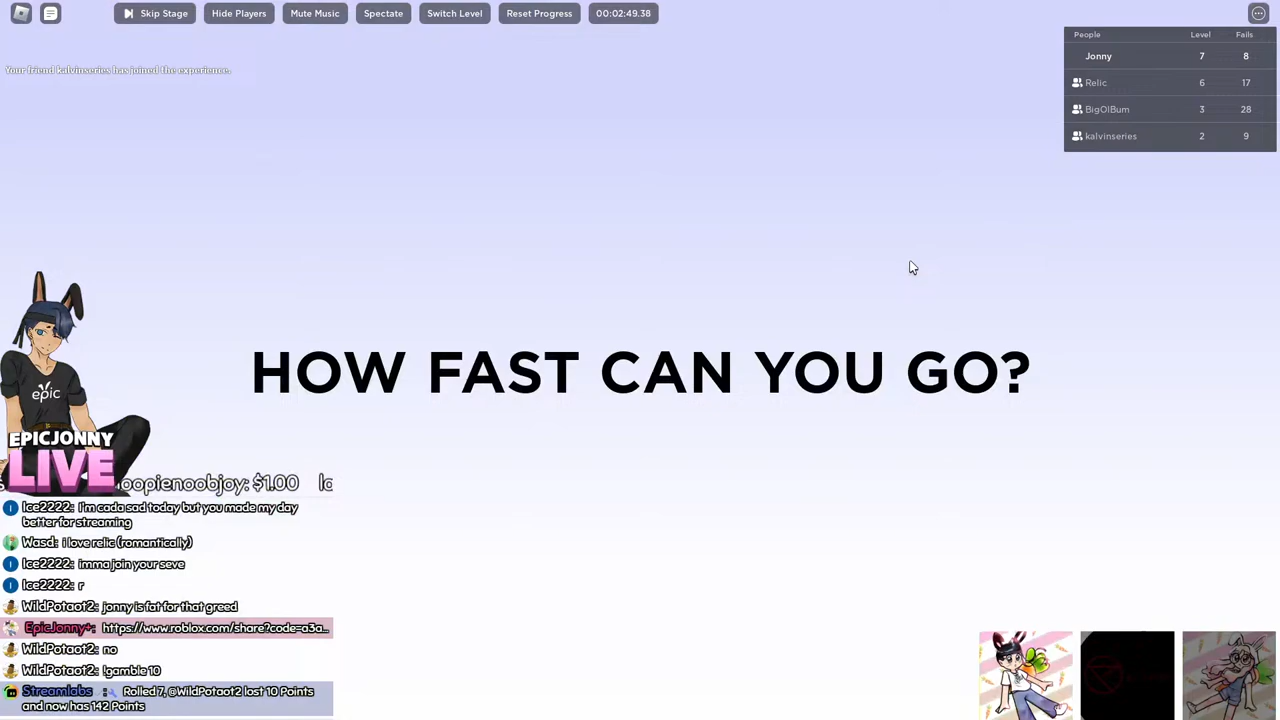 Skip Stage
Hide Players
Mute Music
Spectate
Switch Level
Reset Progress
00:02:49.38
People Level Fails
Jonny 7 8
Relic 6 17
BigOlBum 3 28
kalvinseries 2 9
Your friend kalvinseries has joined the experience.
HOW FAST CAN YOU GO?
epic
EPICJONNY
LIVE
oopienoobjoy: $1.00
Ice2222: I'm cada sad today but you made my day
better for streaming
Wasd: i love relic (romantically)
Ice2222: imma join your seve
Ice2222: r
WildPotaot2: jonny is fat for that greed
EpicJonny+: https://www.roblox.com/share?code=a3a...
WildPotaot2: no
WildPotaot2: !gamble 10
Streamlabs : Rolled 7, @WildPotaot2 lost 10 Points
and now has 142 Points